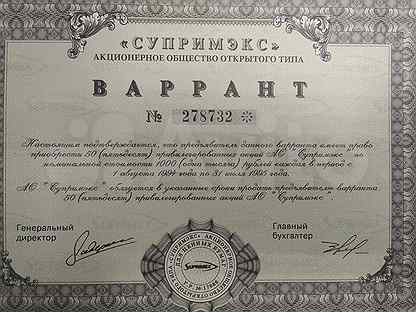 «СУПРИМЭКС»
АКЦИОНЕРНОЕ ОБЩЕСТВО ОТКРЫТОГО ТИПА
ВАРРАНТ
№ 278732 *
Настоящим подтверждается, что предъявитель данного варранта имеет право
приобрести 50 (пятьдесят) привилегированных акций АО "Супримэкс" по
номинальной стоимости 1000 (одна тысяча) рублей каждая в период с
1 августа 1994 года по 31 июля 1995 года.
АО "Супримэкс" обязуется в указанные сроки продать предъявителю варранта
50 (пятьдесят) привилегированных акций АО "Супримэкс".
Генеральный
директор
Главный
бухгалтер
ДЛЯ ЦЕННЫХ БУМАГ